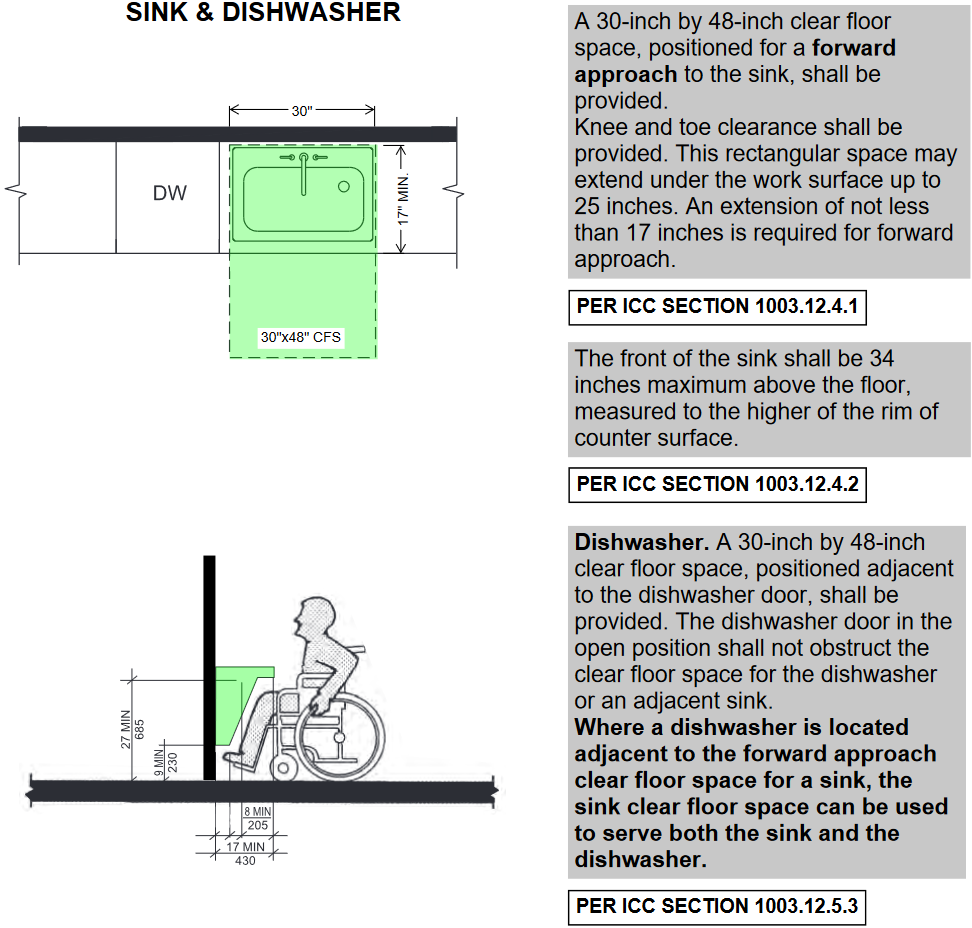 SINK & DISHWASHER
30"
DW
17" MIN.
30"x48" CFS
27 MIN
685
9 MIN
230
8 MIN
205
17 MIN
430
A 30-inch by 48-inch clear floor
space, positioned for a forward
approach to the sink, shall be
provided.
Knee and toe clearance shall be
provided. This rectangular space may
extend under the work surface up to
25 inches. An extension of not less
than 17 inches is required for forward
approach.
PER ICC SECTION 1003.12.4.1
The front of the sink shall be 34
inches maximum above the floor,
measured to the higher of the rim of
counter surface.
PER ICC SECTION 1003.12.4.2
Dishwasher. A 30-inch by 48-inch
clear floor space, positioned adjacent
to the dishwasher door, shall be
provided. The dishwasher door in the
open position shall not obstruct the
clear floor space for the dishwasher
or an adjacent sink.
Where a dishwasher is located
adjacent to the forward approach
clear floor space for a sink, the
sink clear floor space can be used
to serve both the sink and the
dishwasher.
PER ICC SECTION 1003.12.5.3